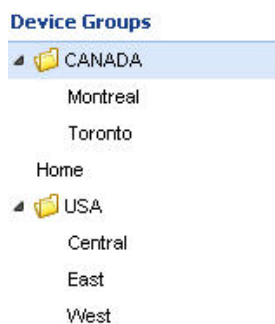 Device Groups
CANADA
Montreal
Toronto
Home
USA
Central
East
West